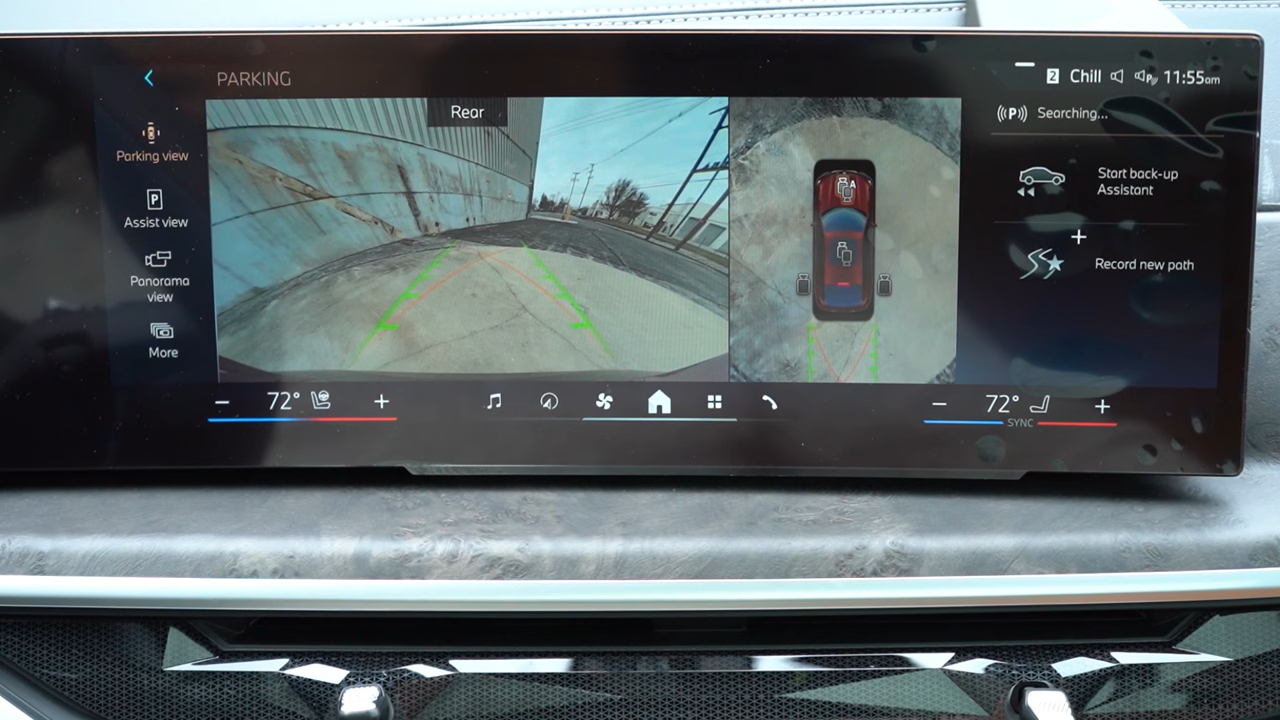 PARKING
2 Chill P 11:55am
Rear
(P) Searching...
Parking view
A
Start back-up
Assistant
P
Assist view
Record new path
Panorama
view
More
− 72° +
− 72° +
SYNC